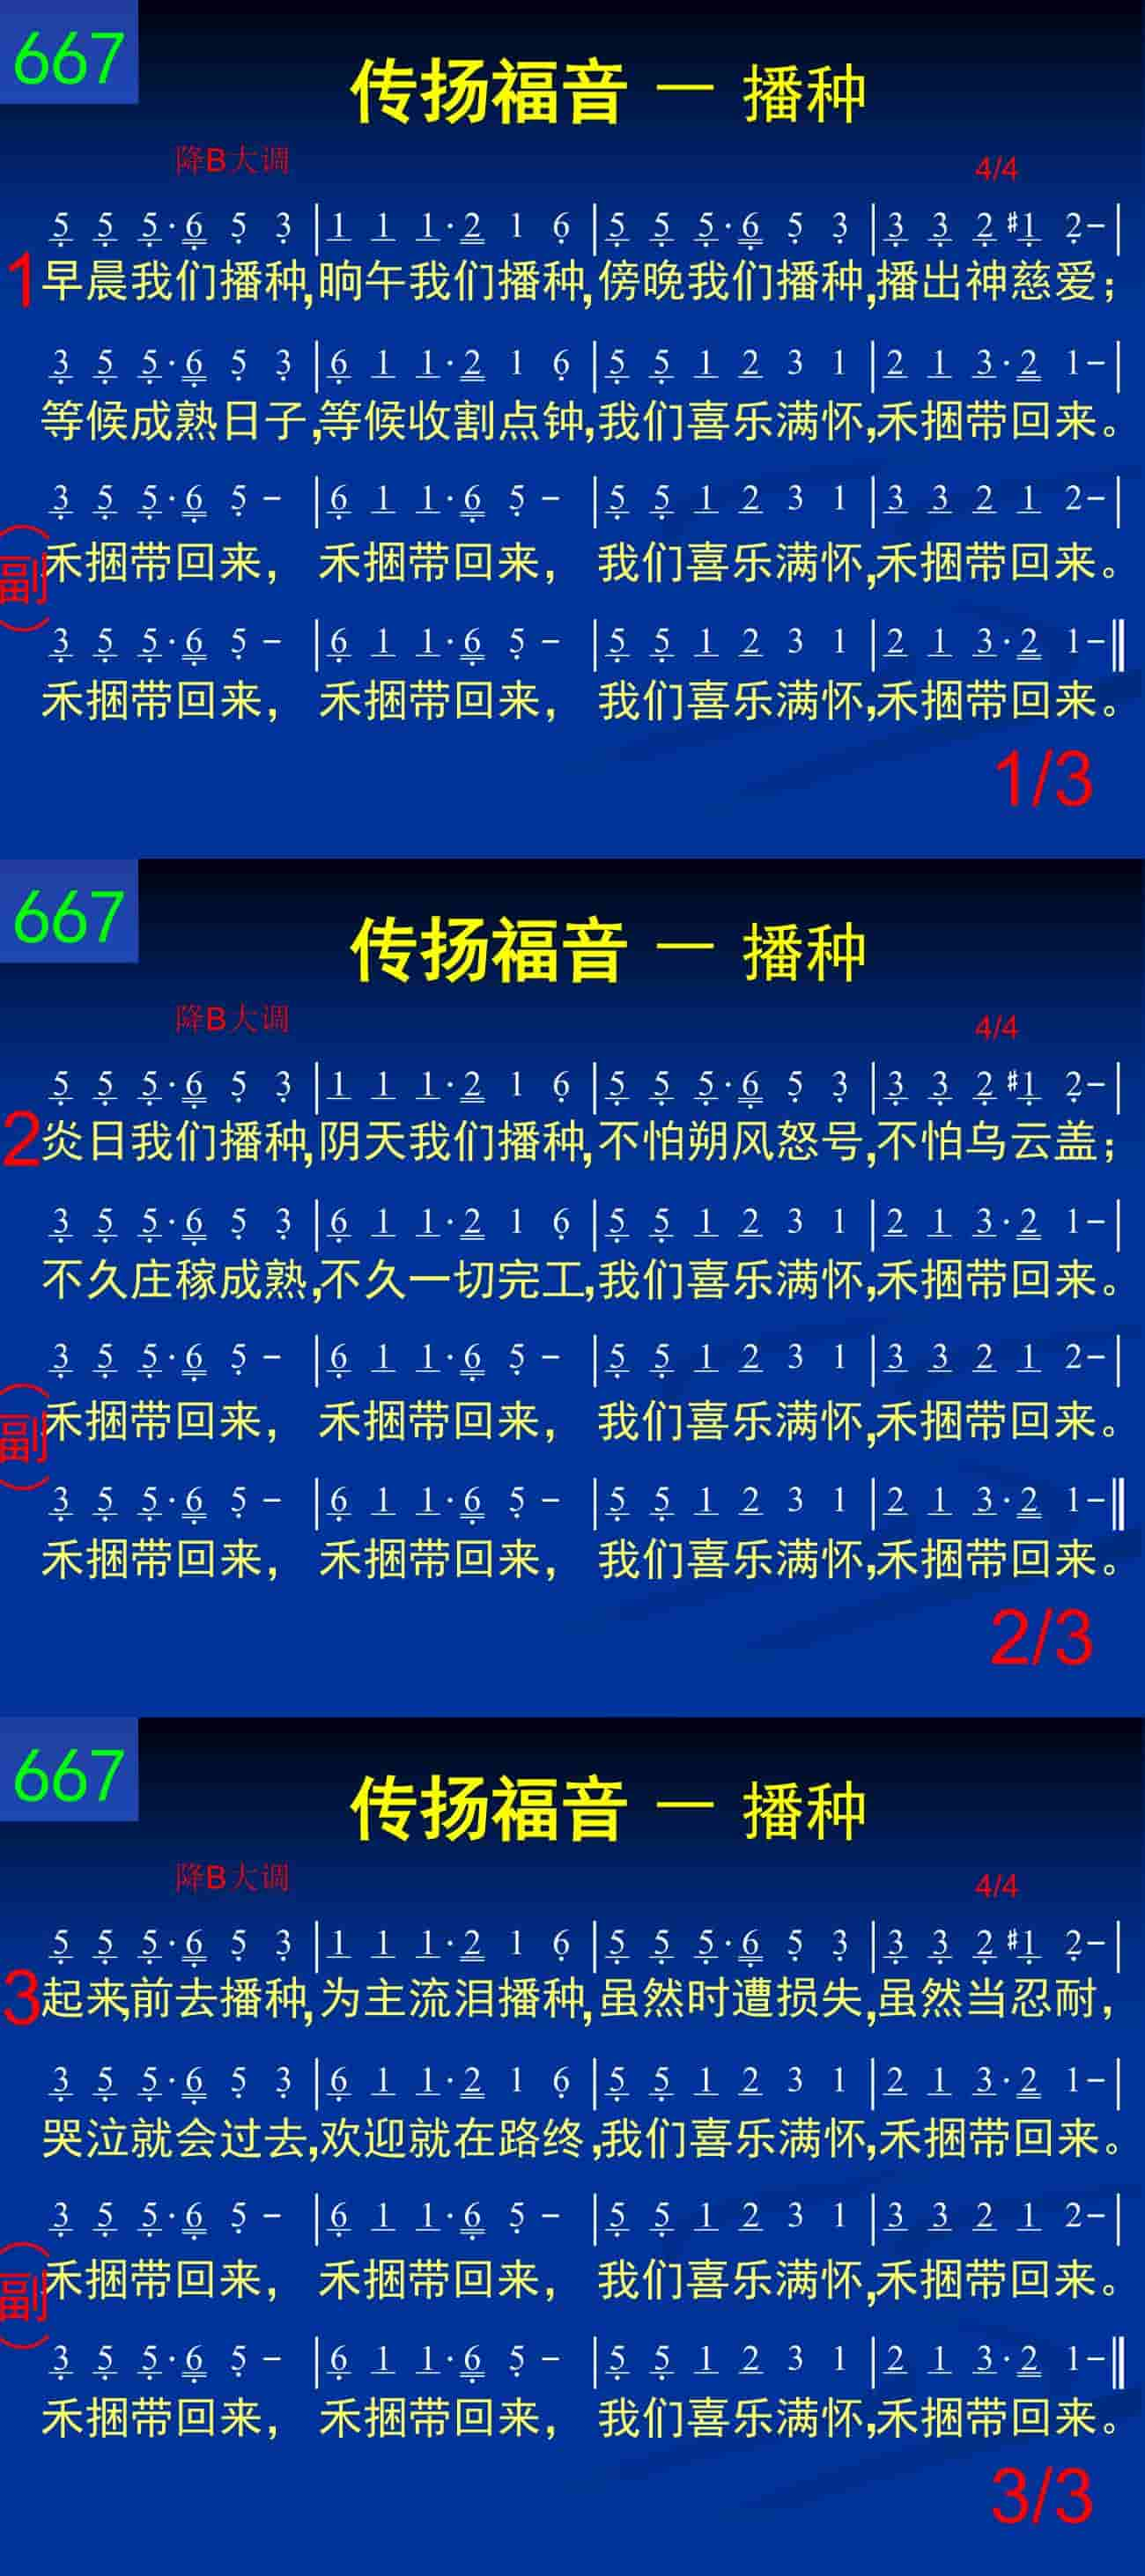 667
传扬福音 — 播种
降B大调
4/4
5 5 5·6 5 3 |1 1 1·2 1 6 |5 5 5·6 5 3 |3 3 2 #1 2-|
1早晨我们播种,晌午我们播种,傍晚我们播种,播出神慈爱;
3 5 5·6 5 3 |6 1 1·2 1 6 |5 5 1 2 3 1 |2 1 3·2 1-|
等候成熟日子,等候收割点钟,我们喜乐满怀,禾捆带回来。
3 5 5·6 5 - |6 1 1·6 5 - |5 5 1 2 3 1 |3 3 2 1 2-|
(副)禾捆带回来, 禾捆带回来, 我们喜乐满怀,禾捆带回来。
3 5 5·6 5 - |6 1 1·6 5 - |5 5 1 2 3 1 |2 1 3·2 1-‖
禾捆带回来, 禾捆带回来, 我们喜乐满怀,禾捆带回来。
1/3
667
传扬福音 — 播种
降B大调
4/4
5 5 5·6 5 3 |1 1 1·2 1 6 |5 5 5·6 5 3 |3 3 2 #1 2-|
2炎日我们播种,阴天我们播种,不怕朔风怒号,不怕乌云盖;
3 5 5·6 5 3 |6 1 1·2 1 6 |5 5 1 2 3 1 |2 1 3·2 1-|
不久庄稼成熟,不久一切完工,我们喜乐满怀,禾捆带回来。
3 5 5·6 5 - |6 1 1·6 5 - |5 5 1 2 3 1 |3 3 2 1 2-|
(副)禾捆带回来, 禾捆带回来, 我们喜乐满怀,禾捆带回来。
3 5 5·6 5 - |6 1 1·6 5 - |5 5 1 2 3 1 |2 1 3·2 1-‖
禾捆带回来, 禾捆带回来, 我们喜乐满怀,禾捆带回来。
2/3
667
传扬福音 — 播种
降B大调
4/4
5 5 5·6 5 3 |1 1 1·2 1 6 |5 5 5·6 5 3 |3 3 2 #1 2-|
3起来,前去播种,为主流泪播种,虽然时遭损失,虽然当忍耐,
3 5 5·6 5 3 |6 1 1·2 1 6 |5 5 1 2 3 1 |2 1 3·2 1-|
哭泣就会过去,欢迎就在路终,我们喜乐满怀,禾捆带回来。
3 5 5·6 5 - |6 1 1·6 5 - |5 5 1 2 3 1 |3 3 2 1 2-|
(副)禾捆带回来, 禾捆带回来, 我们喜乐满怀,禾捆带回来。
3 5 5·6 5 - |6 1 1·6 5 - |5 5 1 2 3 1 |2 1 3·2 1-‖
禾捆带回来, 禾捆带回来, 我们喜乐满怀,禾捆带回来。
3/3